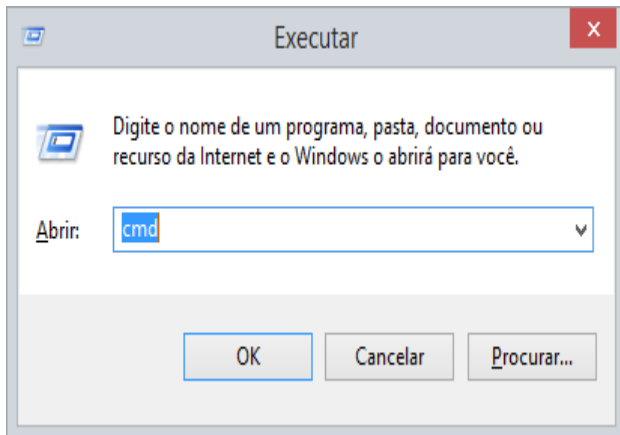 Executar
x
Digite o nome de um programa, pasta, documento ou
recurso da Internet e o Windows o abrirá para você.
Abrir: cmd
OK Cancelar Procurar...